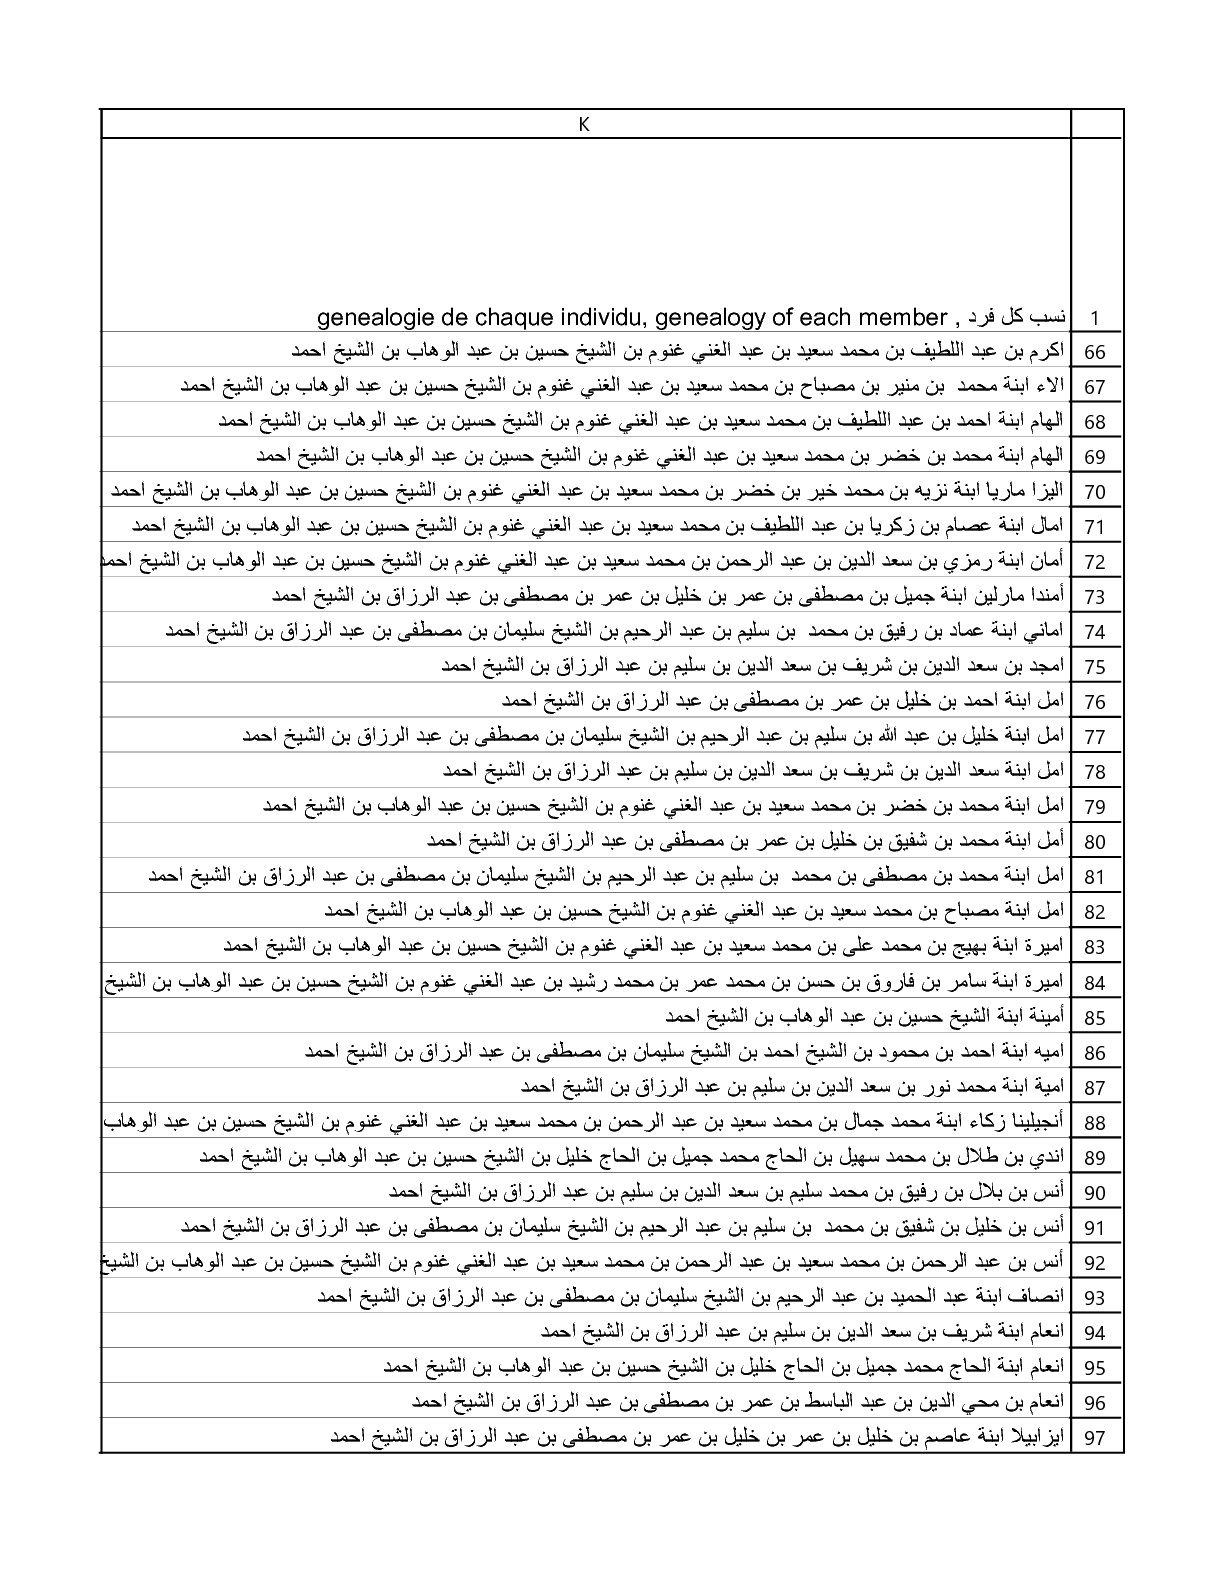 K
1 نسب كل فرد , genealogie de chaque individu, genealogy of each member
66 اكرم بن عبد اللطيف بن محمد سعيد بن عبد الغني غنوم بن الشيخ حسين بن عبد الوهاب بن الشيخ احمد
67 الاء ابنة محمد  بن منير بن مصباح بن محمد سعيد بن عبد الغني غنوم بن الشيخ حسين بن عبد الوهاب بن الشيخ احمد
68 الهام ابنة احمد بن عبد اللطيف بن محمد سعيد بن عبد الغني غنوم بن الشيخ حسين بن عبد الوهاب بن الشيخ احمد
69 الهام ابنة محمد بن خضر بن محمد سعيد بن عبد الغني غنوم بن الشيخ حسين بن عبد الوهاب بن الشيخ احمد
70 اليزا ماريا ابنة نزيه بن محمد خير بن خضر بن محمد سعيد بن عبد الغني غنوم بن الشيخ حسين بن عبد الوهاب بن الشيخ احمد
71 امال ابنة عصام بن زكريا بن عبد اللطيف بن محمد سعيد بن عبد الغني غنوم بن الشيخ حسين بن عبد الوهاب بن الشيخ احمد
72 أمان ابنة رمزي بن سعد الدين بن عبد الرحمن بن محمد سعيد بن عبد الغني غنوم بن الشيخ حسين بن عبد الوهاب بن الشيخ احمد
73 أمندا مارلين ابنة جميل بن مصطفى بن عمر بن خليل بن عمر بن مصطفى بن عبد الرزاق بن الشيخ احمد
74 اماني ابنة عماد بن رفيق بن محمد  بن سليم بن عبد الرحيم بن الشيخ سليمان بن مصطفى بن عبد الرزاق بن الشيخ احمد
75 امجد بن سعد الدين بن شريف بن سعد الدين بن سليم بن عبد الرزاق بن الشيخ احمد
76 امل ابنة احمد بن خليل بن عمر بن مصطفى بن عبد الرزاق بن الشيخ احمد
77 امل ابنة خليل بن عبد الله بن سليم بن عبد الرحيم بن الشيخ سليمان بن مصطفى بن عبد الرزاق بن الشيخ احمد
78 امل ابنة سعد الدين بن شريف بن سعد الدين بن سليم بن عبد الرزاق بن الشيخ احمد
79 امل ابنة محمد بن خضر بن محمد سعيد بن عبد الغني غنوم بن الشيخ حسين بن عبد الوهاب بن الشيخ احمد
80 أمل ابنة محمد بن شفيق بن خليل بن عمر بن مصطفى بن عبد الرزاق بن الشيخ احمد
81 امل ابنة محمد بن مصطفى بن محمد  بن سليم بن عبد الرحيم بن الشيخ سليمان بن مصطفى بن عبد الرزاق بن الشيخ احمد
82 امل ابنة مصباح بن محمد سعيد بن عبد الغني غنوم بن الشيخ حسين بن عبد الوهاب بن الشيخ احمد
83 اميرة ابنة بهيج بن محمد على بن محمد سعيد بن عبد الغني غنوم بن الشيخ حسين بن عبد الوهاب بن الشيخ احمد
84 اميرة ابنة سامر بن فاروق بن حسن بن محمد عمر بن محمد رشيد بن عبد الغني غنوم بن الشيخ حسين بن عبد الوهاب بن الشيخ
85 أمينة ابنة الشيخ حسين بن عبد الوهاب بن الشيخ احمد
86 اميه ابنة احمد بن محمود بن الشيخ احمد بن الشيخ سليمان بن مصطفى بن عبد الرزاق بن الشيخ احمد
87 امية ابنة محمد نور بن سعد الدين بن سليم بن عبد الرزاق بن الشيخ احمد
88 أنجيلينا زكاء ابنة محمد جمال بن محمد سعيد بن عبد الرحمن بن محمد سعيد بن عبد الغني غنوم بن الشيخ حسين بن عبد الوهاب
89 اندي بن طلال بن محمد سهيل بن الحاج محمد جميل بن الحاج خليل بن الشيخ حسين بن عبد الوهاب بن الشيخ احمد
90 أنس بن بلال بن رفيق بن محمد سليم بن سعد الدين بن سليم بن عبد الرزاق بن الشيخ احمد
91 أنس بن خليل بن شفيق بن محمد  بن سليم بن عبد الرحيم بن الشيخ سليمان بن مصطفى بن عبد الرزاق بن الشيخ احمد
92 أنس بن عبد الرحمن بن محمد سعيد بن عبد الرحمن بن محمد سعيد بن عبد الغني غنوم بن الشيخ حسين بن عبد الوهاب بن الشيخ
93 انصاف ابنة عبد الحميد بن عبد الرحيم بن الشيخ سليمان بن مصطفى بن عبد الرزاق بن الشيخ احمد
94 انعام ابنة شريف بن سعد الدين بن سليم بن عبد الرزاق بن الشيخ احمد
95 انعام ابنة الحاج محمد جميل بن الحاج خليل بن الشيخ حسين بن عبد الوهاب بن الشيخ احمد
96 انعام بن محي الدين بن عبد الباسط بن عمر بن مصطفى بن عبد الرزاق بن الشيخ احمد
97 ايزابيلا ابنة عاصم بن خليل بن عمر بن خليل بن عمر بن مصطفى بن عبد الرزاق بن الشيخ احمد